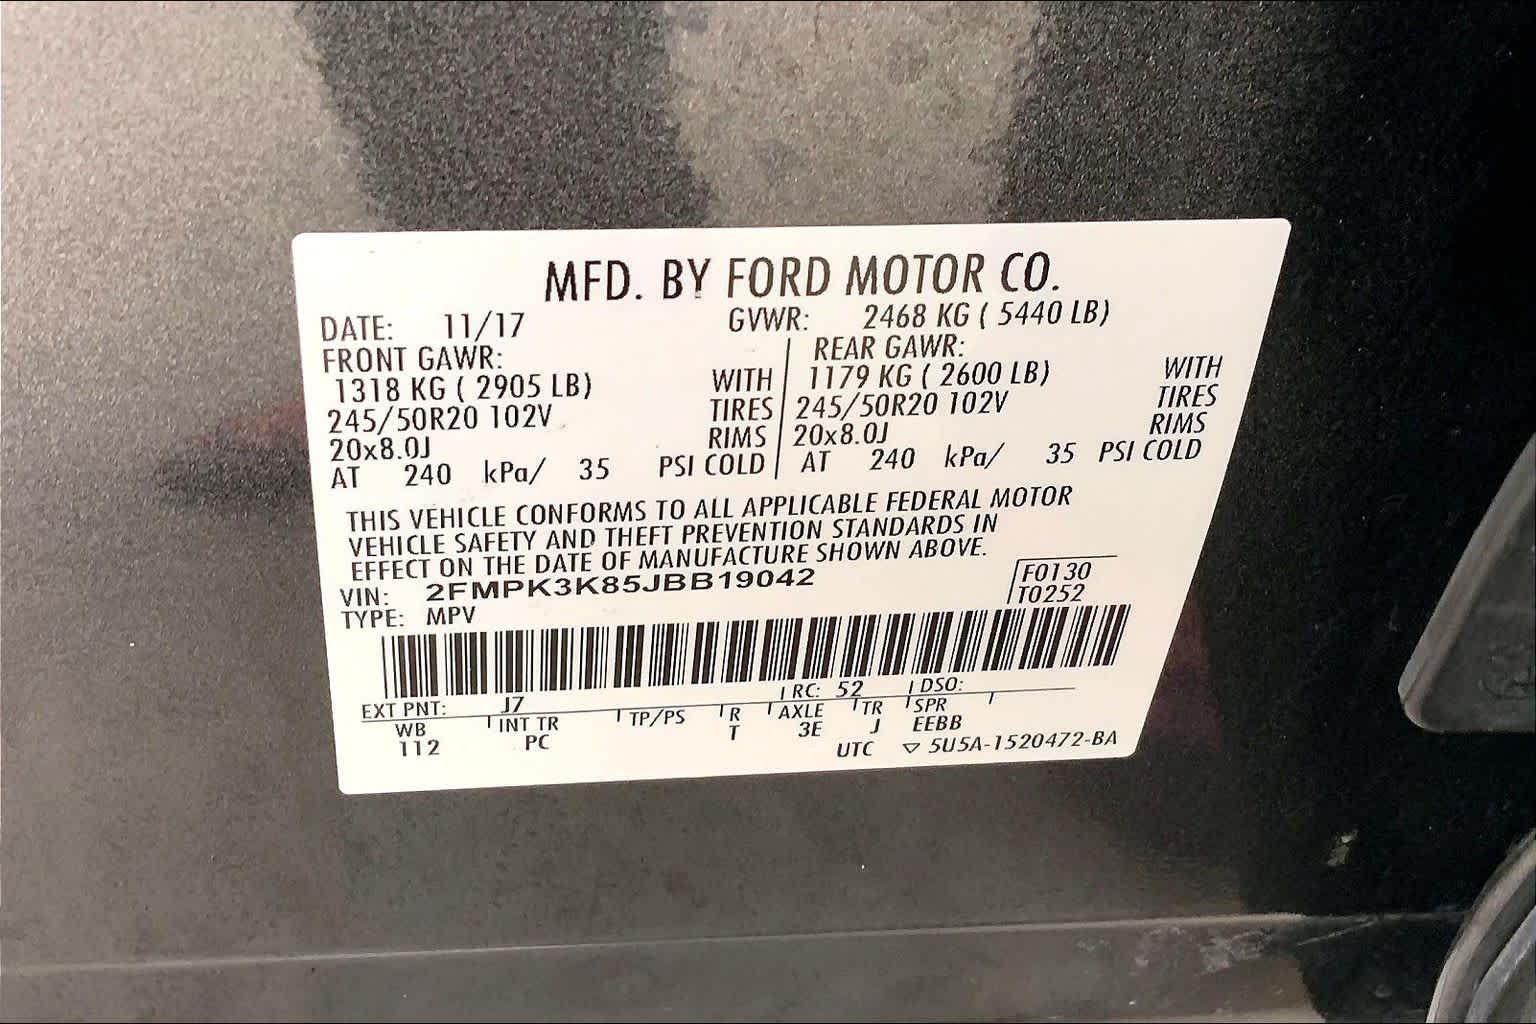 MFD. BY FORD MOTOR CO.
DATE: 11/17 GVWR: 2468 KG ( 5440 LB)
FRONT GAWR: REAR GAWR:
1318 KG ( 2905 LB) WITH 1179 KG ( 2600 LB) WITH
245/50R20 102V TIRES 245/50R20 102V TIRES
20x8.0J RIMS 20x8.0J RIMS
AT 240 kPa/ 35 PSI COLD AT 240 kPa/ 35 PSI COLD
THIS VEHICLE CONFORMS TO ALL APPLICABLE FEDERAL MOTOR
VEHICLE SAFETY AND THEFT PREVENTION STANDARDS IN
EFFECT ON THE DATE OF MANUFACTURE SHOWN ABOVE.
VIN: 2FMPK3K85JBB19042 F0130
TYPE: MPV T0252
EXT PNT: J7 RC: 52 DSO:
WB INT TR TP/PS R AXLE TR SPR
112 PC T 3E J EEBB
UTC ▽ 5U5A-1520472-BA